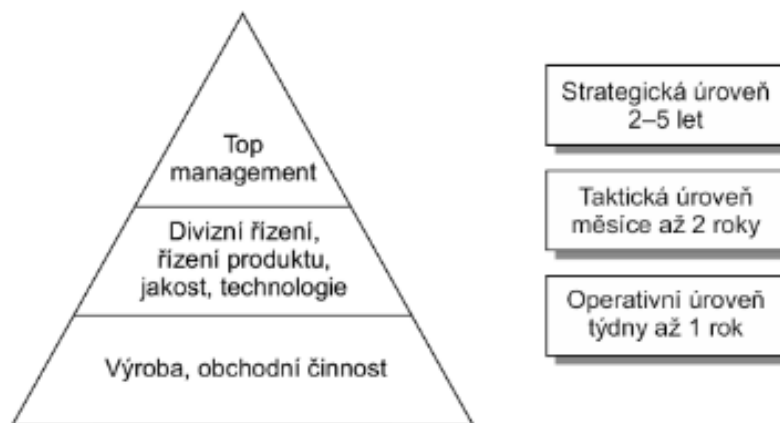 Top
management
Divizní řízení,
řízení produktu,
jakost, technologie
Výroba, obchodní činnost
Strategická úroveň
2–5 let
Taktická úroveň
měsíce až 2 roky
Operativní úroveň
týdny až 1 rok